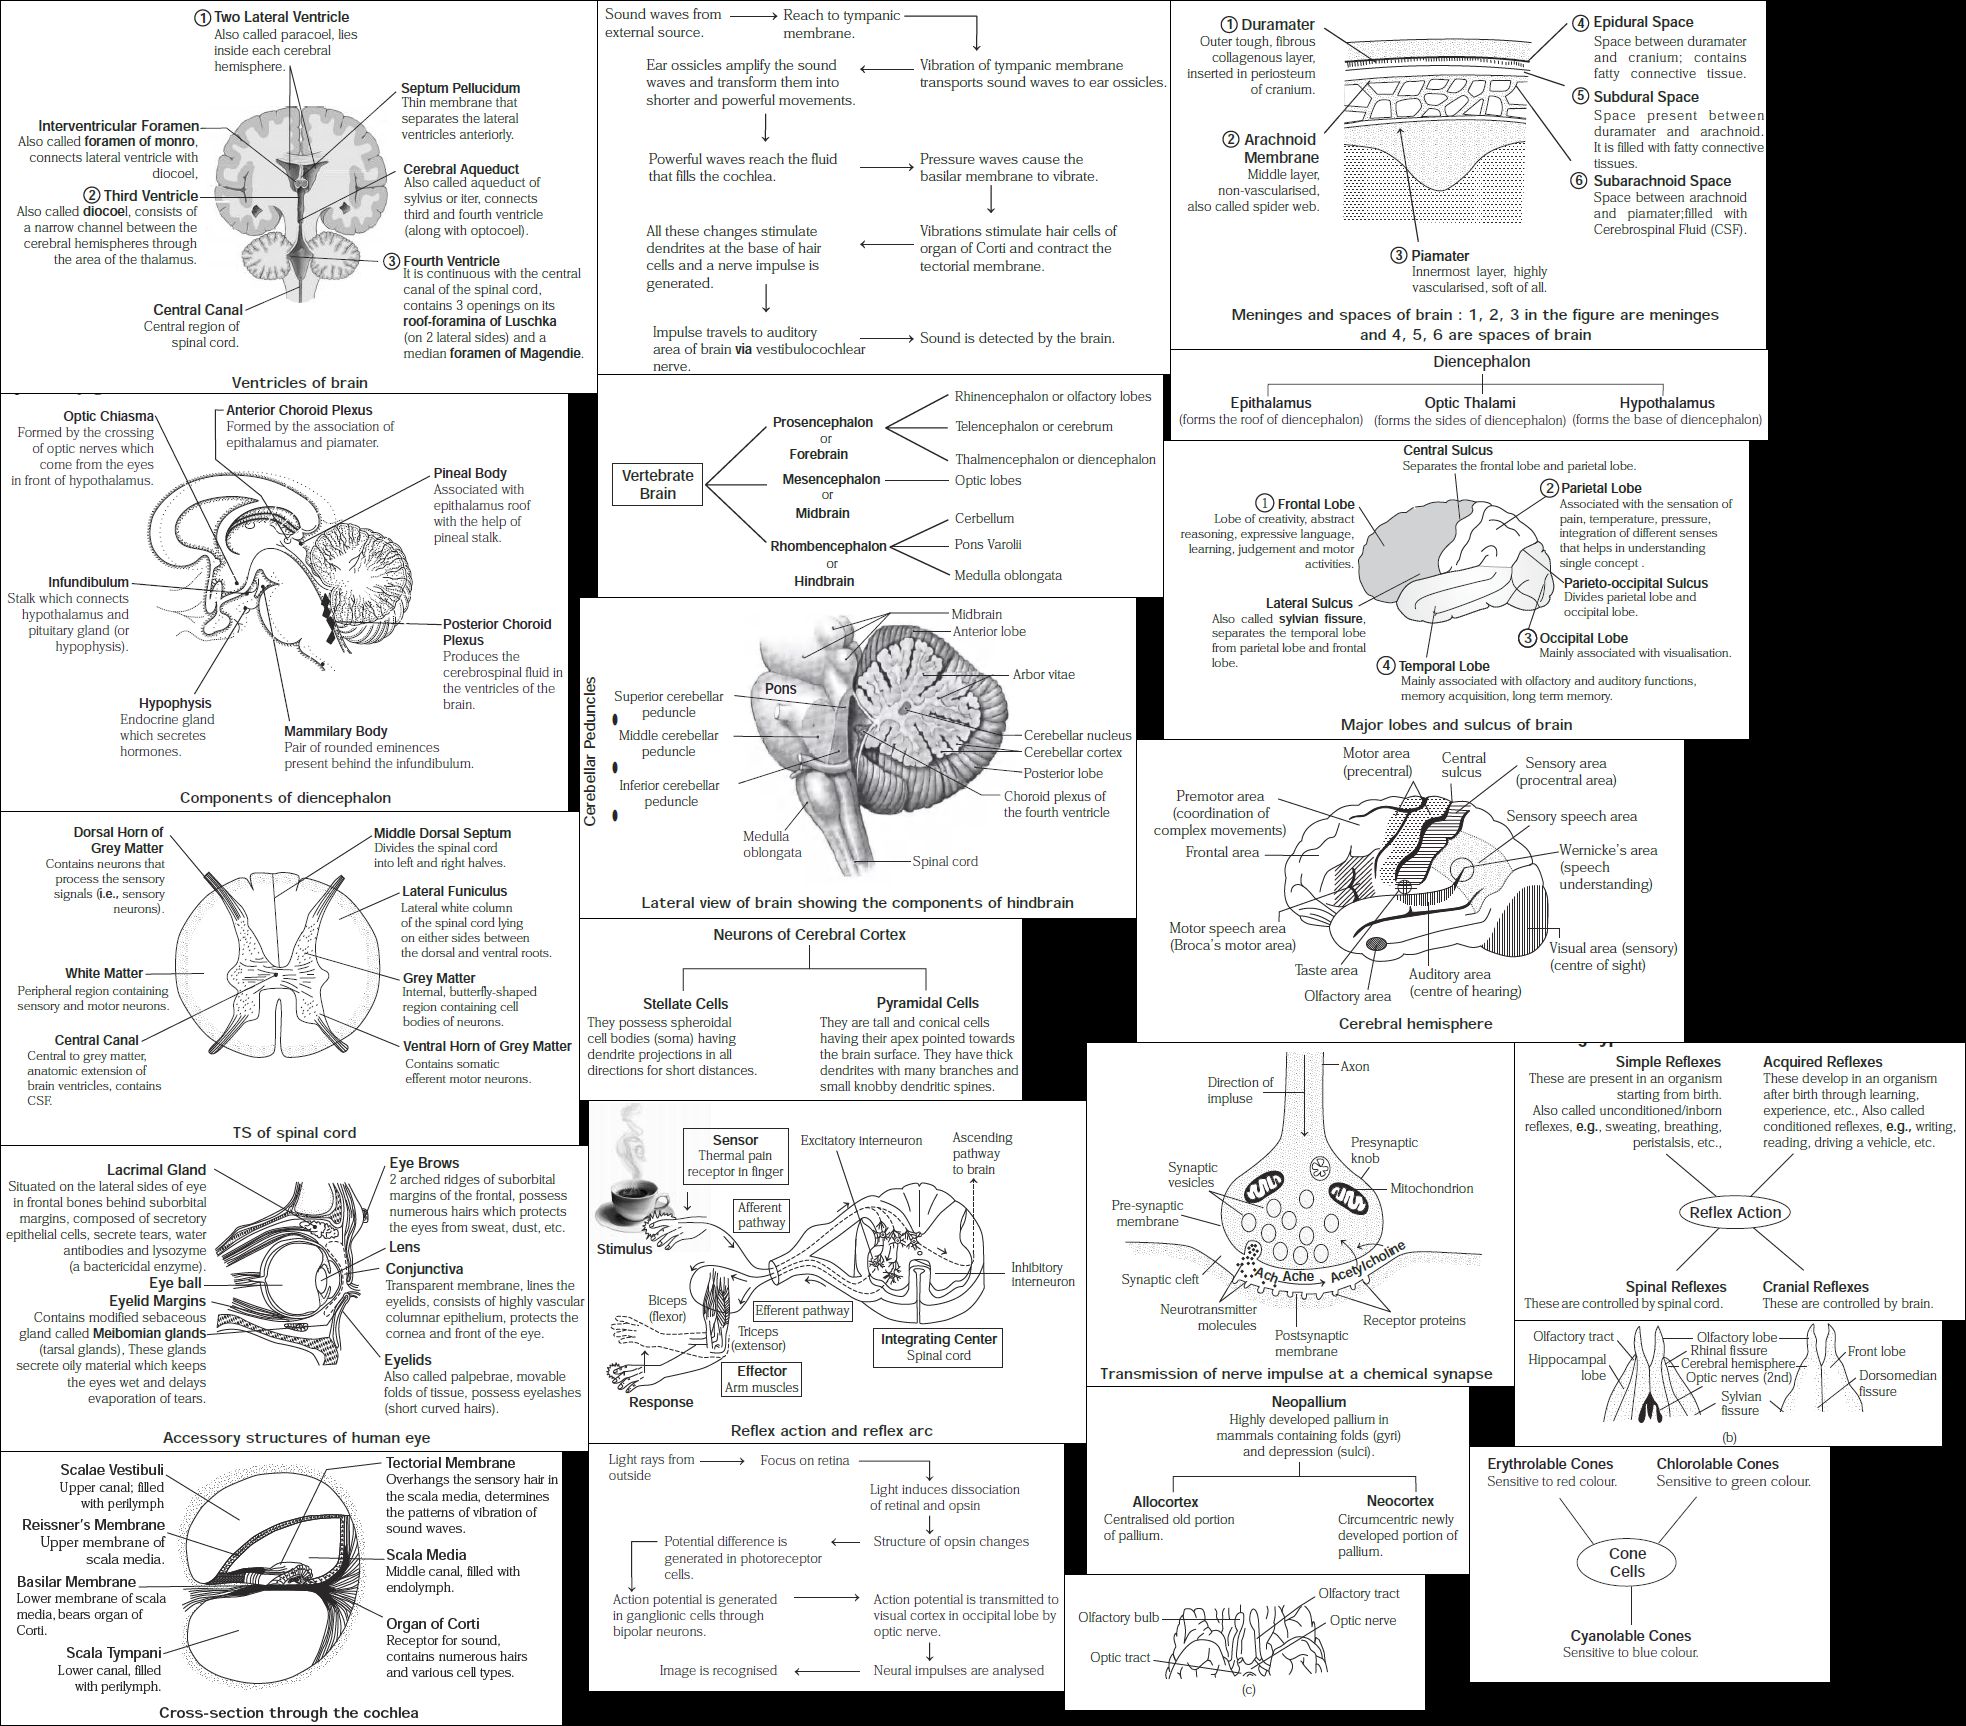 ① Two Lateral Ventricle
Also called paracoel, lies
inside each cerebral
hemisphere.
Septum Pellucidum
Thin membrane that
separates the lateral
ventricles anteriorly.
Interventricular Foramen
Also called foramen of monro,
connects lateral ventricle with
diocoel,
Cerebral Aqueduct
Also called aqueduct of
sylvius or iter, connects
third and fourth ventricle
(along with optocoel).
② Third Ventricle
Also called diocoel, consists of
a narrow channel between the
cerebral hemispheres through
the area of the thalamus.
③ Fourth Ventricle
It is continuous with the central
canal of the spinal cord,
contains 3 openings on its
roof-foramina of Luschka
(on 2 lateral sides) and a
median foramen of Magendie.
Central Canal
Central region of
spinal cord.
Ventricles of brain
Sound waves from
external source.
Reach to tympanic
membrane.
Ear ossicles amplify the sound
waves and transform them into
shorter and powerful movements.
Vibration of tympanic membrane
transports sound waves to ear ossicles.
Powerful waves reach the fluid
that fills the cochlea.
Pressure waves cause the
basilar membrane to vibrate.
All these changes stimulate
dendrites at the base of hair
cells and a nerve impulse is
generated.
Vibrations stimulate hair cells of
organ of Corti and contract the
tectorial membrane.
Impulse travels to auditory
area of brain via vestibulocochlear
nerve.
Sound is detected by the brain.
① Duramater
Outer tough, fibrous
collagenous layer,
inserted in periosteum
of cranium.
② Arachnoid
Membrane
Middle layer,
non-vascularised,
also called spider web.
③ Piamater
Innermost layer, highly
vascularised, soft of all.
④ Epidural Space
Space between duramater
and cranium; contains
fatty connective tissue.
⑤ Subdural Space
Space present between
duramater and arachnoid.
It is filled with fatty connective
tissues.
⑥ Subarachnoid Space
Space between arachnoid
and piamater;filled with
Cerebrospinal Fluid (CSF).
Meninges and spaces of brain : 1, 2, 3 in the figure are meninges
and 4, 5, 6 are spaces of brain
Diencephalon
Epithalamus
(forms the roof of diencephalon)
Optic Thalami
(forms the sides of diencephalon)
Hypothalamus
(forms the base of diencephalon)
Optic Chiasma
Formed by the crossing
of optic nerves which
come from the eyes
in front of hypothalamus.
Anterior Choroid Plexus
Formed by the association of
epithalamus and piamater.
Pineal Body
Associated with
epithalamus roof
with the help of
pineal stalk.
Infundibulum
Stalk which connects
hypothalamus and
pituitary gland (or
hypophysis).
Posterior Choroid
Plexus
Produces the
cerebrospinal fluid in
the ventricles of the
brain.
Hypophysis
Endocrine gland
which secretes
hormones.
Mammilary Body
Pair of rounded eminences
present behind the infundibulum.
Components of diencephalon
Vertebrate
Brain
Prosencephalon
or
Forebrain
Rhinencephalon or olfactory lobes
Telencephalon or cerebrum
Thalmencephalon or diencephalon
Mesencephalon
or
Midbrain
Optic lobes
Rhombencephalon
or
Hindbrain
Cerbellum
Pons Varolii
Medulla oblongata
Central Sulcus
Separates the frontal lobe and parietal lobe.
① Frontal Lobe
Lobe of creativity, abstract
reasoning, expressive language,
learning, judgement and motor
activities.
② Parietal Lobe
Associated with the sensation of
pain, temperature, pressure,
integration of different senses
that helps in understanding
single concept .
Parieto-occipital Sulcus
Divides parietal lobe and
occipital lobe.
Lateral Sulcus
Also called sylvian fissure,
separates the temporal lobe
from parietal lobe and frontal
lobe.
③ Occipital Lobe
Mainly associated with visualisation.
④ Temporal Lobe
Mainly associated with olfactory and auditory functions,
memory acquisition, long term memory.
Major lobes and sulcus of brain
Midbrain
Anterior lobe
Arbor vitae
Pons
Cerebellar Peduncles
Superior cerebellar
peduncle
Middle cerebellar
peduncle
Inferior cerebellar
peduncle
Cerebellar nucleus
Cerebellar cortex
Posterior lobe
Choroid plexus of
the fourth ventricle
Medulla
oblongata
Spinal cord
Lateral view of brain showing the components of hindbrain
Motor area
(precentral)
Central
sulcus
Sensory area
(procentral area)
Premotor area
(coordination of
complex movements)
Frontal area
Sensory speech area
Wernicke's area
(speech
understanding)
Motor speech area
(Broca's motor area)
Visual area (sensory)
(centre of sight)
Taste area
Olfactory area
Auditory area
(centre of hearing)
Cerebral hemisphere
Dorsal Horn of
Grey Matter
Contains neurons that
process the sensory
signals (i.e., sensory
neurons).
Middle Dorsal Septum
Divides the spinal cord
into left and right halves.
Lateral Funiculus
Lateral white column
of the spinal cord lying
on either sides between
the dorsal and ventral roots.
White Matter
Peripheral region containing
sensory and motor neurons.
Grey Matter
Internal, butterfly-shaped
region containing cell
bodies of neurons.
Central Canal
Central to grey matter,
anatomic extension of
brain ventricles, contains
CSF.
Ventral Horn of Grey Matter
Contains somatic
efferent motor neurons.
TS of spinal cord
Neurons of Cerebral Cortex
Stellate Cells
They possess spheroidal
cell bodies (soma) having
dendrite projections in all
directions for short distances.
Pyramidal Cells
They are tall and conical cells
having their apex pointed towards
the brain surface. They have thick
dendrites with many branches and
small knobby dendritic spines.
Axon
Direction of
impluse
Presynaptic
knob
Synaptic
vesicles
Mitochondrion
Pre-synaptic
membrane
Synaptic cleft
Ach Ache Acetylcholine
Neurotransmitter
molecules
Postsynaptic
membrane
Receptor proteins
Transmission of nerve impulse at a chemical synapse
Simple Reflexes
These are present in an organism
starting from birth.
Also called unconditioned/inborn
reflexes, e.g., sweating, breathing,
peristalsis, etc.,
Acquired Reflexes
These develop in an organism
after birth through learning,
experience, etc., Also called
conditioned reflexes, e.g., writing,
reading, driving a vehicle, etc.
Reflex Action
Spinal Reflexes
These are controlled by spinal cord.
Cranial Reflexes
These are controlled by brain.
Lacrimal Gland
Situated on the lateral sides of eye
in frontal bones behind suborbital
margins, composed of secretory
epithelial cells, secrete tears, water
antibodies and lysozyme
(a bactericidal enzyme).
Eye ball
Eyelid Margins
Contains modified sebaceous
gland called Meibomian glands
(tarsal glands), These glands
secrete oily material which keeps
the eyes wet and delays
evaporation of tears.
Eye Brows
2 arched ridges of suborbital
margins of the frontal, possess
numerous hairs which protects
the eyes from sweat, dust, etc.
Lens
Conjunctiva
Transparent membrane, lines the
eyelids, consists of highly vascular
columnar epithelium, protects the
cornea and front of the eye.
Eyelids
Also called palpebrae, movable
folds of tissue, possess eyelashes
(short curved hairs).
Accessory structures of human eye
Sensor
Thermal pain
receptor in finger
Excitatory interneuron
Ascending
pathway
to brain
Afferent
pathway
Stimulus
Inhibitory
interneuron
Biceps
(flexor)
Efferent pathway
Triceps
(extensor)
Integrating Center
Spinal cord
Effector
Arm muscles
Response
Reflex action and reflex arc
Olfactory tract
Hippocampal
lobe
Olfactory lobe
Rhinal fissure
Cerebral hemisphere
Optic nerves (2nd)
Sylvian
fissure
Front lobe
Dorsomedian
fissure
(b)
Neopallium
Highly developed pallium in
mammals containing folds (gyri)
and depression (sulci).
Allocortex
Centralised old portion
of pallium.
Neocortex
Circumcentric newly
developed portion of
pallium.
Erythrolable Cones
Sensitive to red colour.
Chlorolable Cones
Sensitive to green colour.
Cone
Cells
Cyanolable Cones
Sensitive to blue colour.
Scalae Vestibuli
Upper canal; filled
with perilymph
Reissner's Membrane
Upper membrane of
scala media.
Basilar Membrane
Lower membrane of scala
media, bears organ of
Corti.
Scala Tympani
Lower canal, filled
with perilymph.
Tectorial Membrane
Overhangs the sensory hair in
the scala media, determines
the patterns of vibration of
sound waves.
Scala Media
Middle canal, filled with
endolymph.
Organ of Corti
Receptor for sound,
contains numerous hairs
and various cell types.
Cross-section through the cochlea
Light rays from
outside
Focus on retina
Light induces dissociation
of retinal and opsin
Potential difference is
generated in photoreceptor
cells.
Structure of opsin changes
Action potential is generated
in ganglionic cells through
bipolar neurons.
Action potential is transmitted to
visual cortex in occipital lobe by
optic nerve.
Image is recognised
Neural impulses are analysed
Olfactory tract
Olfactory bulb
Optic nerve
Optic tract
(c)